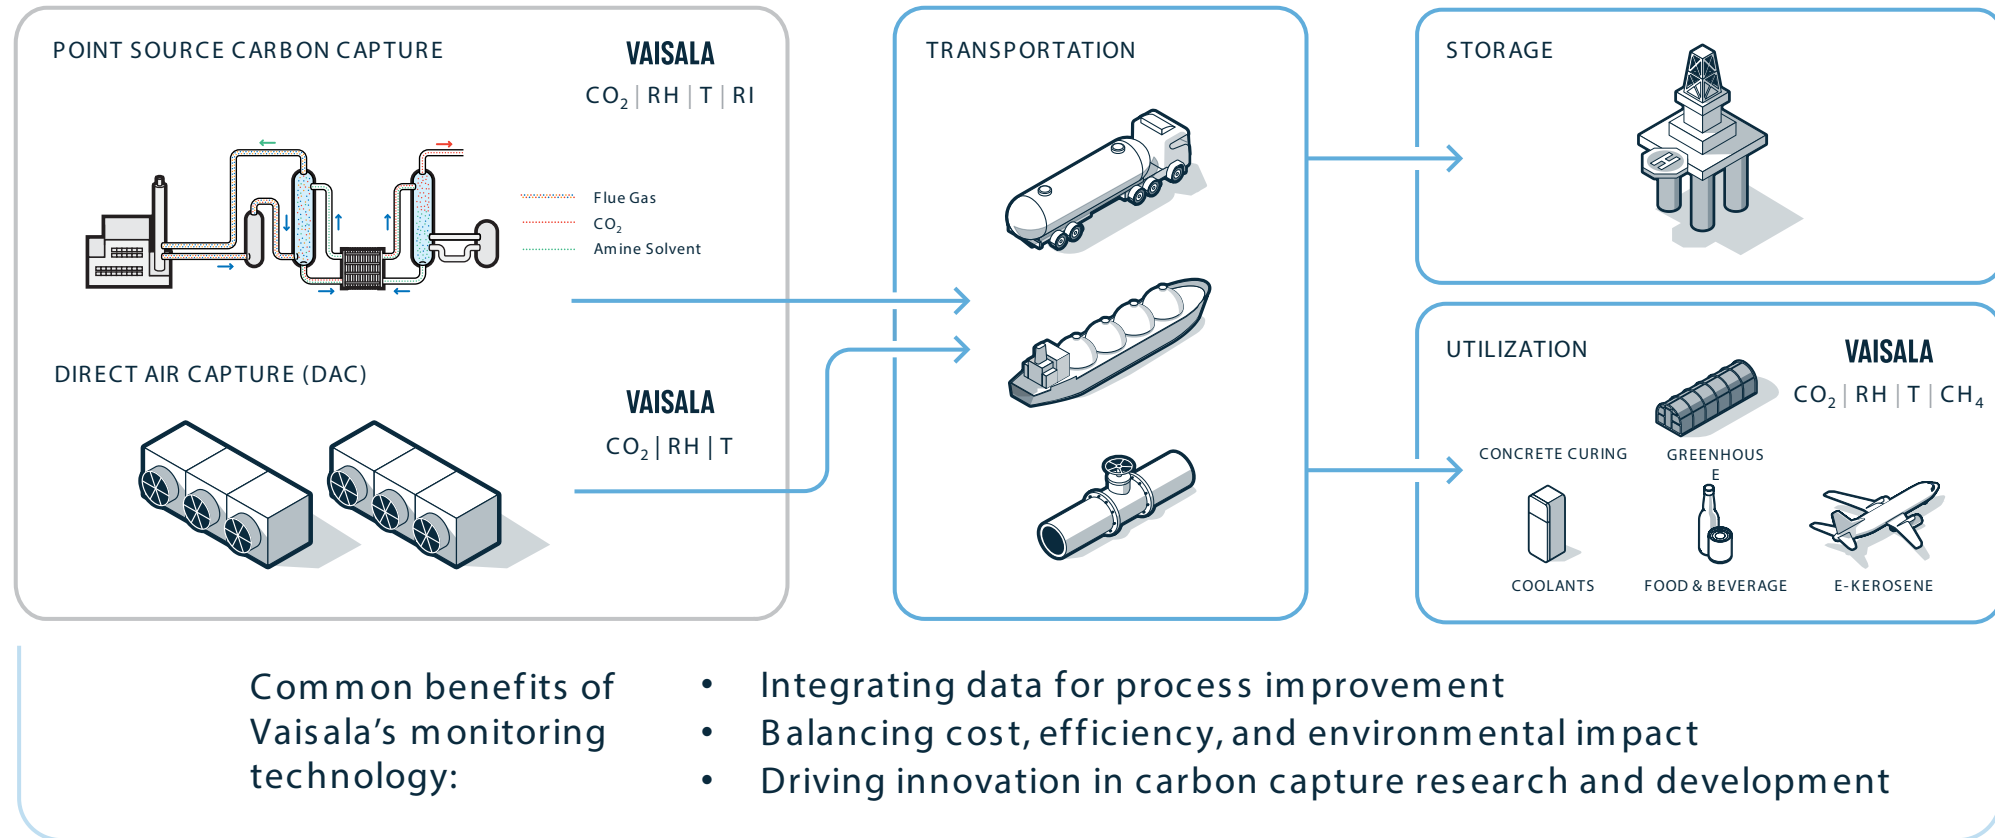 POINT SOURCE CARBON CAPTURE
VAISALA
CO₂ | RH | T | RI
Flue Gas
CO₂
Amine Solvent
DIRECT AIR CAPTURE (DAC)
VAISALA
CO₂ | RH | T
TRANSPORTATION
STORAGE
H
UTILIZATION
VAISALA
CO₂ | RH | T | CH₄
CONCRETE CURING
GREENHOUS
E
COOLANTS
FOOD & BEVERAGE
E-KEROSENE
Common benefits of
Vaisala’s monitoring
technology:
• Integrating data for process improvement
• Balancing cost, efficiency, and environmental impact
• Driving innovation in carbon capture research and development